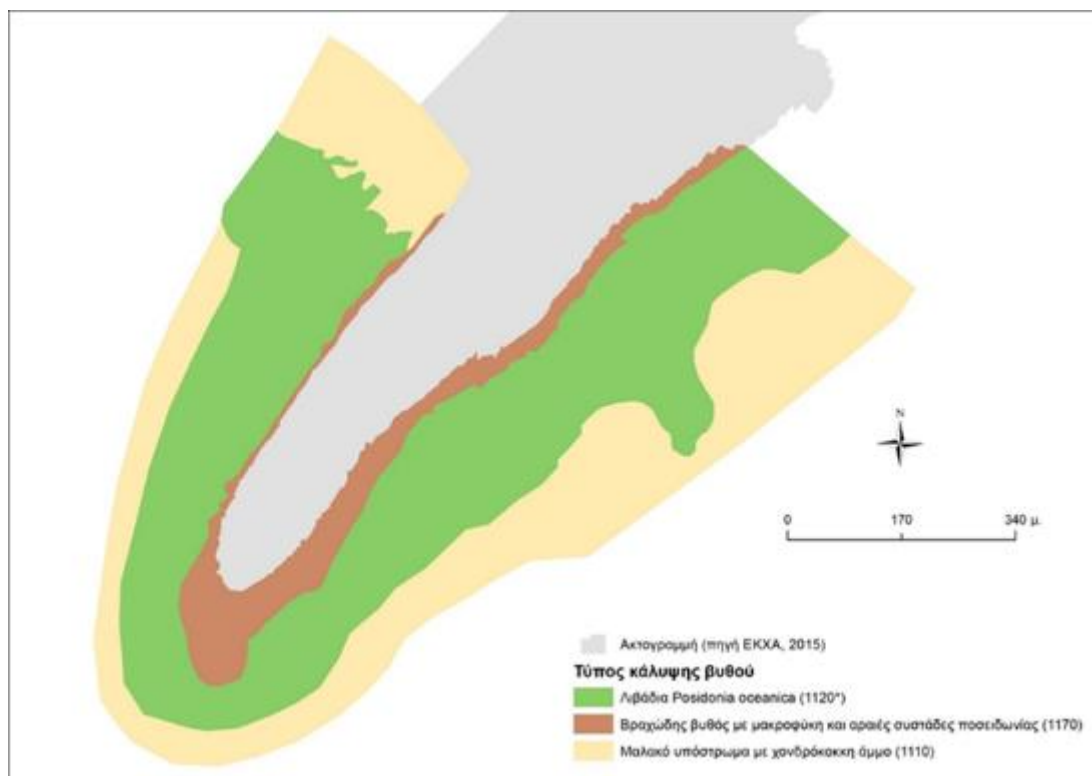 N
0 170 340 μ.
Ακτογραμμή (πηγή ΕΚΧΑ, 2015)
Τύπος κάλυψης βυθού
Λιβάδια Posidonia oceanica (1120*)
Βραχώδης βυθός με μακροφύκη και αραιές συστάδες ποσειδωνίας (1170)
Μαλακό υπόστρωμα με χονδρόκοκκη άμμο (1110)